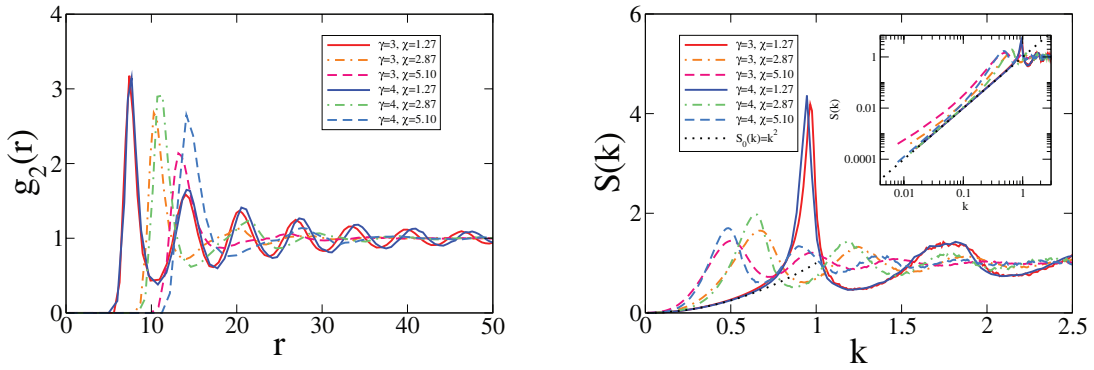 4
3
2
1
0
g₂(r)
γ=3, χ=1.27
γ=3, χ=2.87
γ=3, χ=5.10
γ=4, χ=1.27
γ=4, χ=2.87
γ=4, χ=5.10
0 10 20 30 40 50
r
6
4
2
0
S(k)
γ=3, χ=1.27
γ=3, χ=2.87
γ=3, χ=5.10
γ=4, χ=1.27
γ=4, χ=2.87
γ=4, χ=5.10
S₀(k)=k²
1
0.01
0.0001
S(k)
0.01 0.1 1
k
0 0.5 1 1.5 2 2.5
k